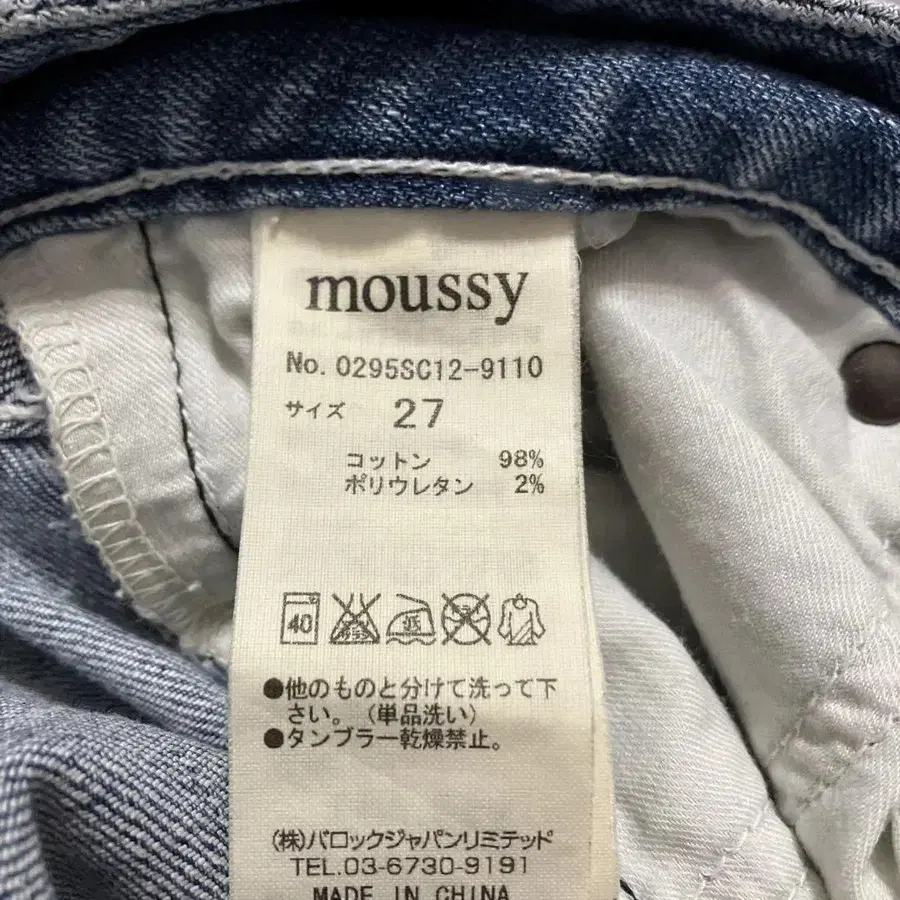 moussy
No. 0295SC12-9110
サイズ 27
コットン 98%
ポリウレタン 2%
40
●他のものと分けて洗って下
さい。(単品洗い)
●タンブラー乾燥禁止。
(株)バロックジャパンリミテッド
TEL.03-6730-9191
MADE IN CHINA